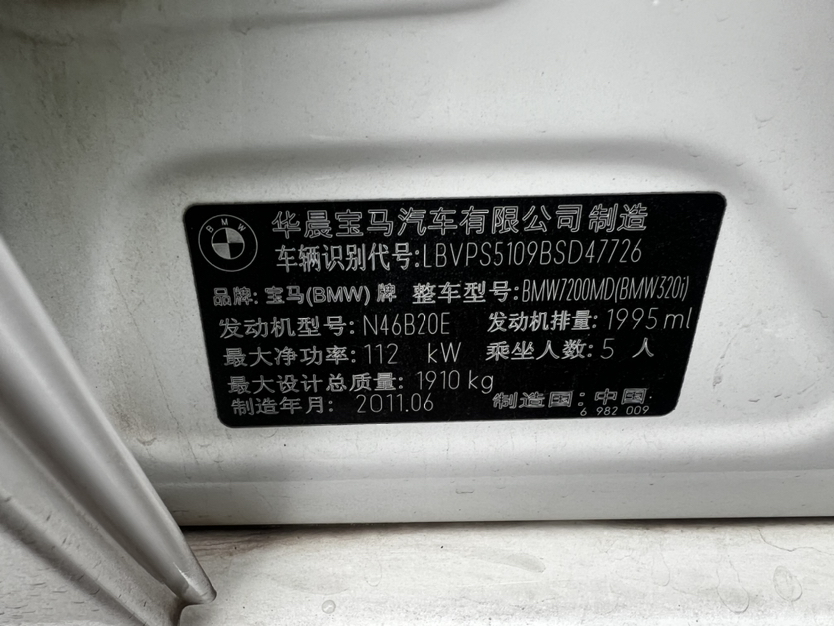 BMW
华晨宝马汽车有限公司制造
车辆识别代号:LBVPS5109BSD47726
品牌:宝马(BMW)牌 整车型号:BMW7200MD(BMW320i)
发动机型号:N46B20E 发动机排量:1995ml
最大净功率:112 kW 乘坐人数:5 人
最大设计总质量:1910kg
制造年月:2011.06 制造国:中国
6 982 009